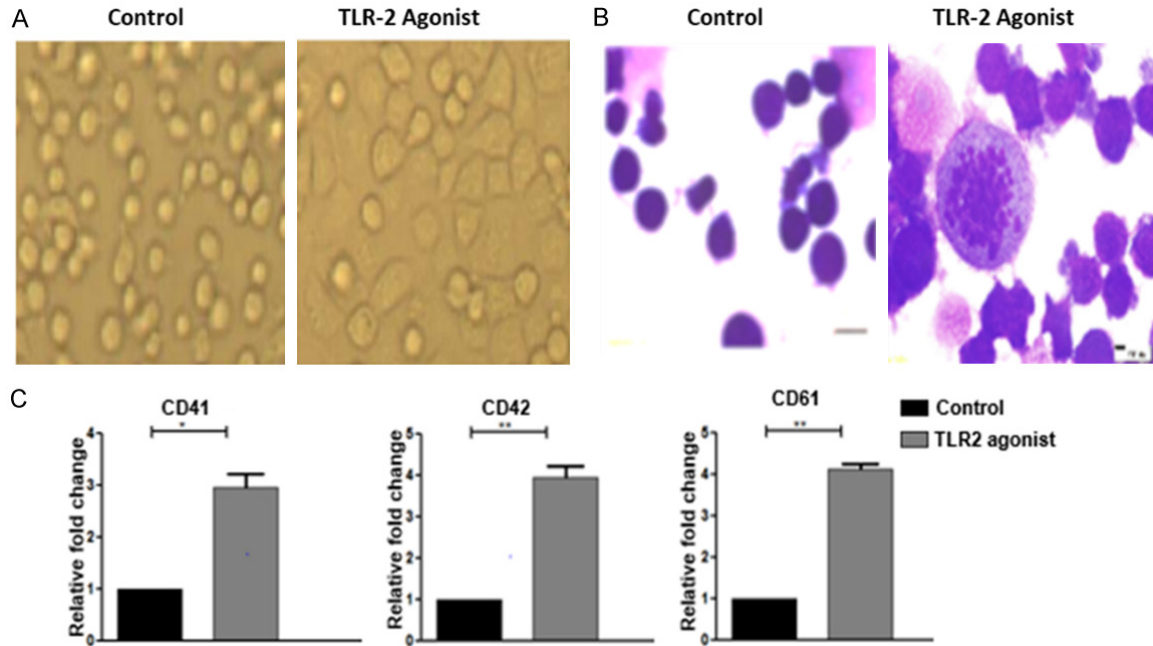 A
Control
TLR-2 Agonist
B
Control
TLR-2 Agonist
C
CD41
Relative fold change
4
3
2
1
0
*
CD42
Relative fold change
5
4
3
2
1
0
**
CD61
Relative fold change
5
4
3
2
1
0
**
Control
TLR2 agonist